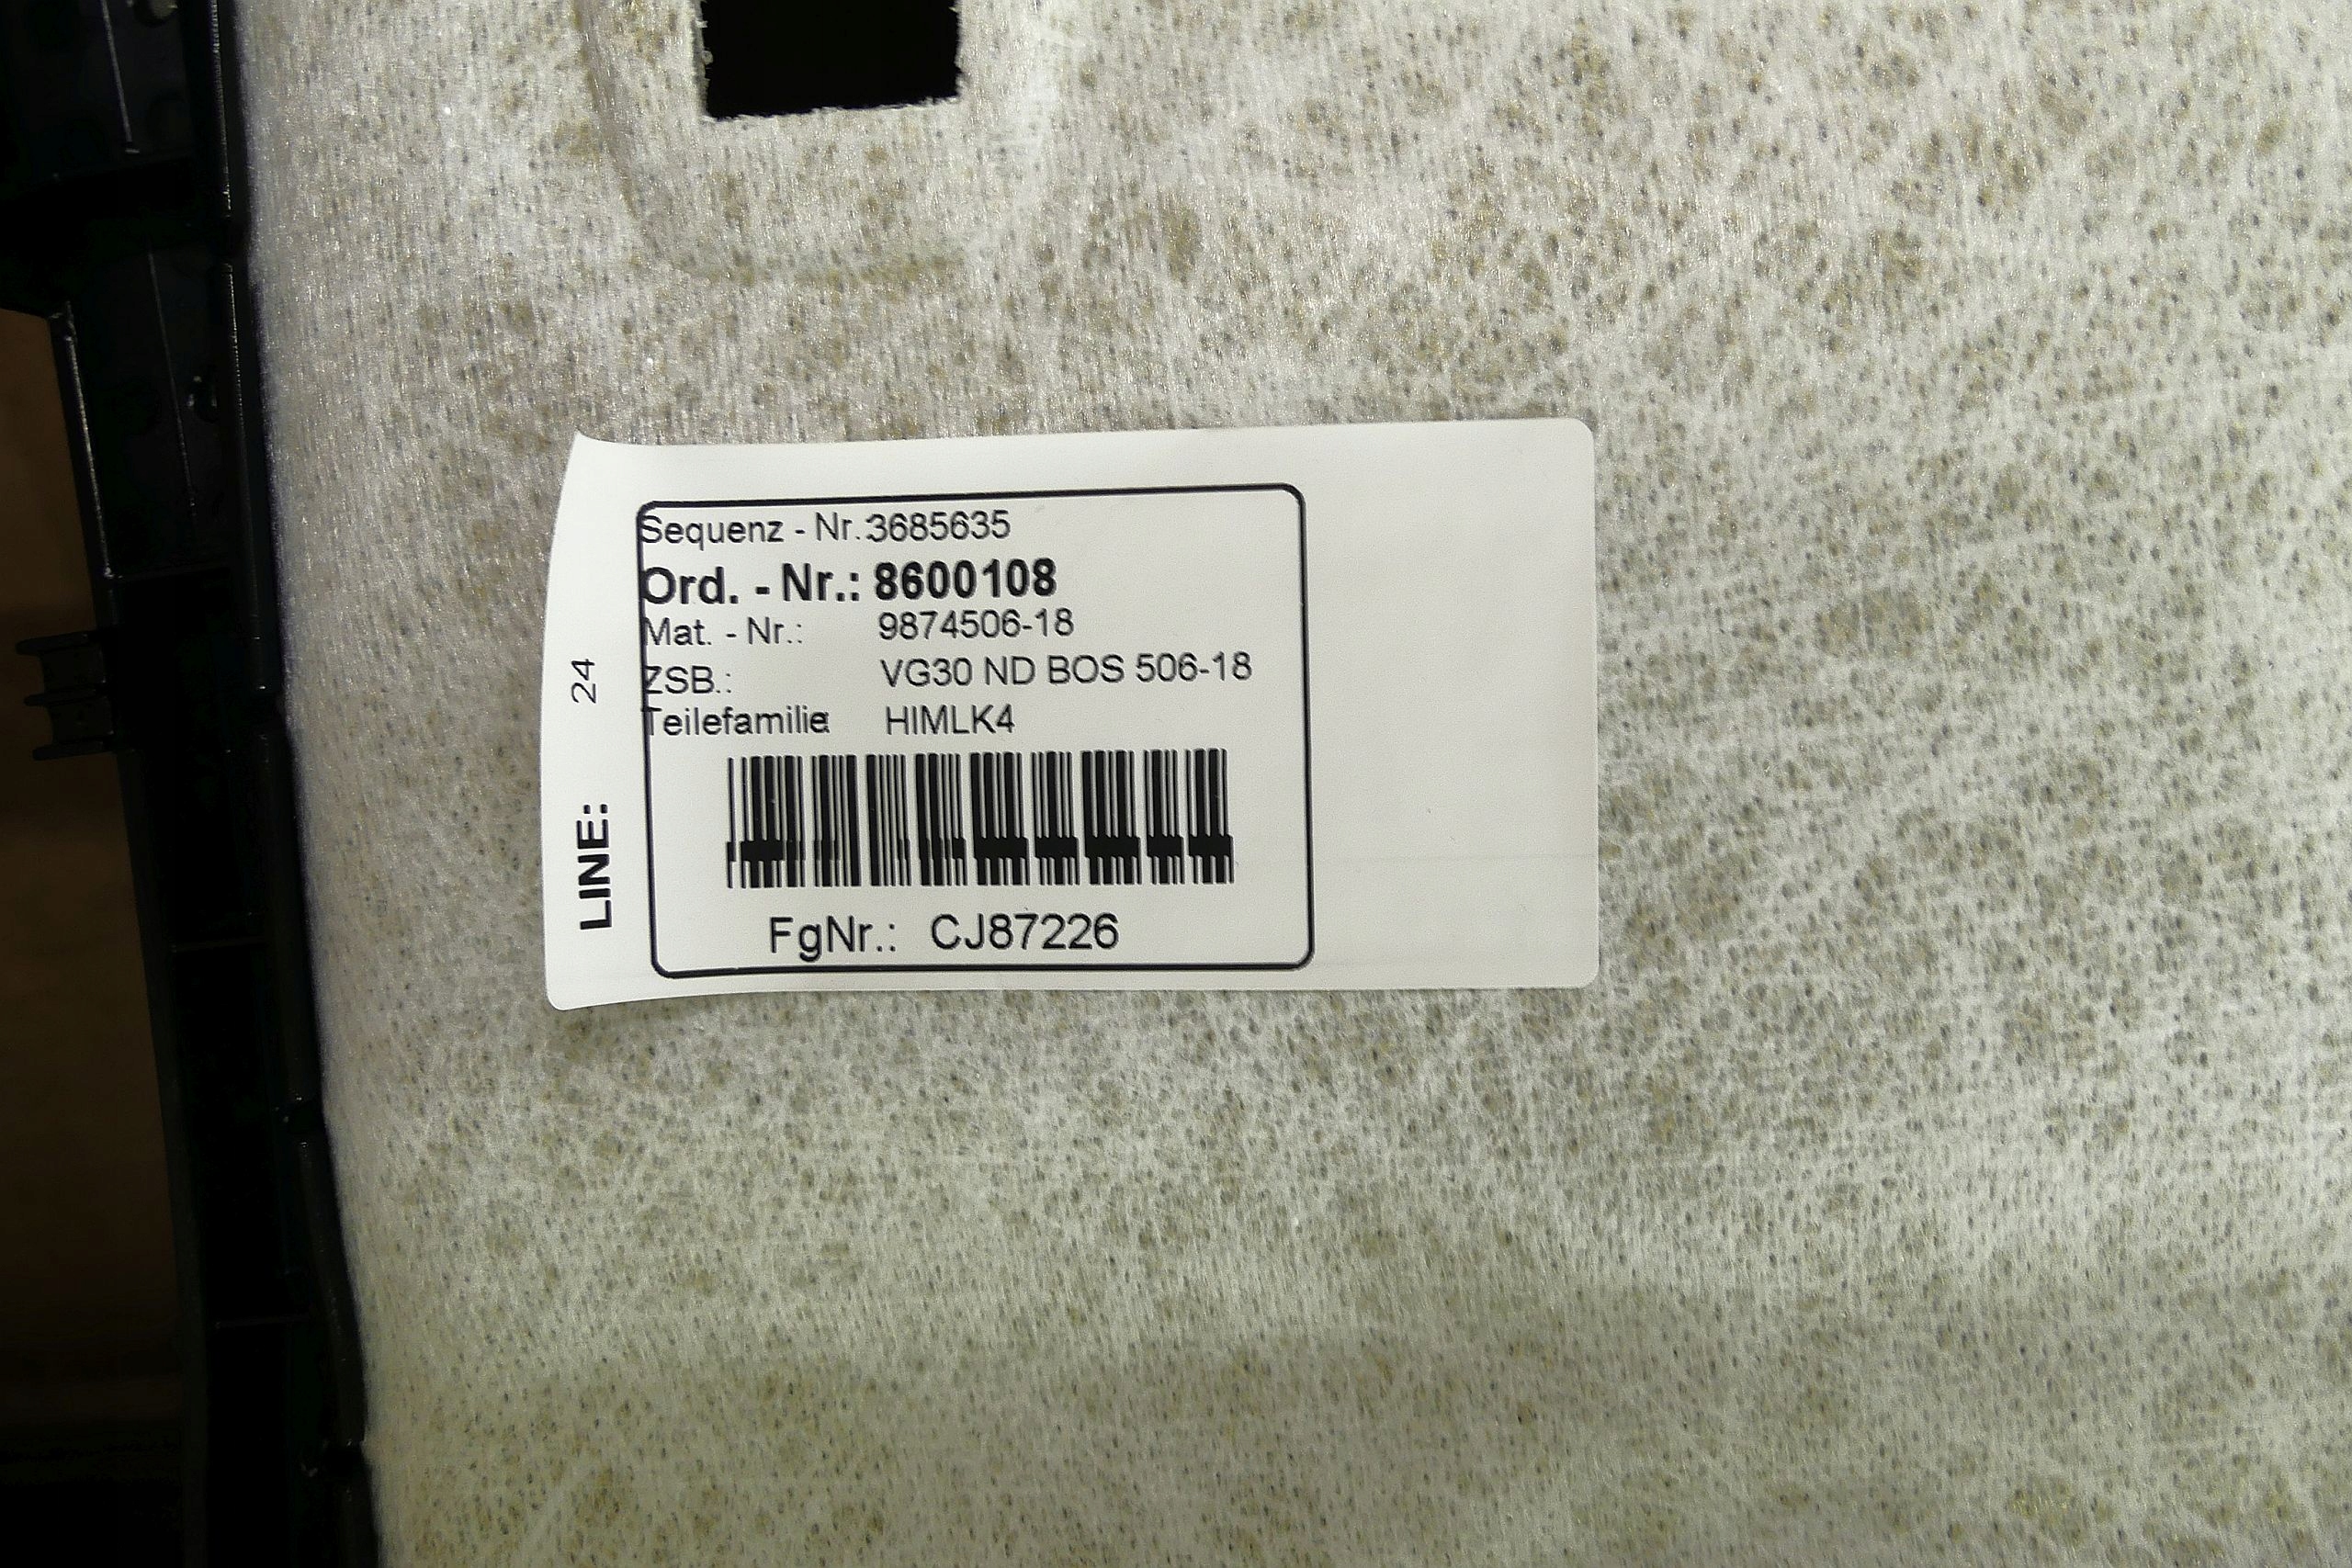 Sequenz - Nr.:3685635
Ord. - Nr.: 8600108
Mat. - Nr.: 9874506-18
ZSB.: VG30 ND BOS 506-18
Teilefamilie: HIMLK4
FgNr.: CJ87226
LINE: 24